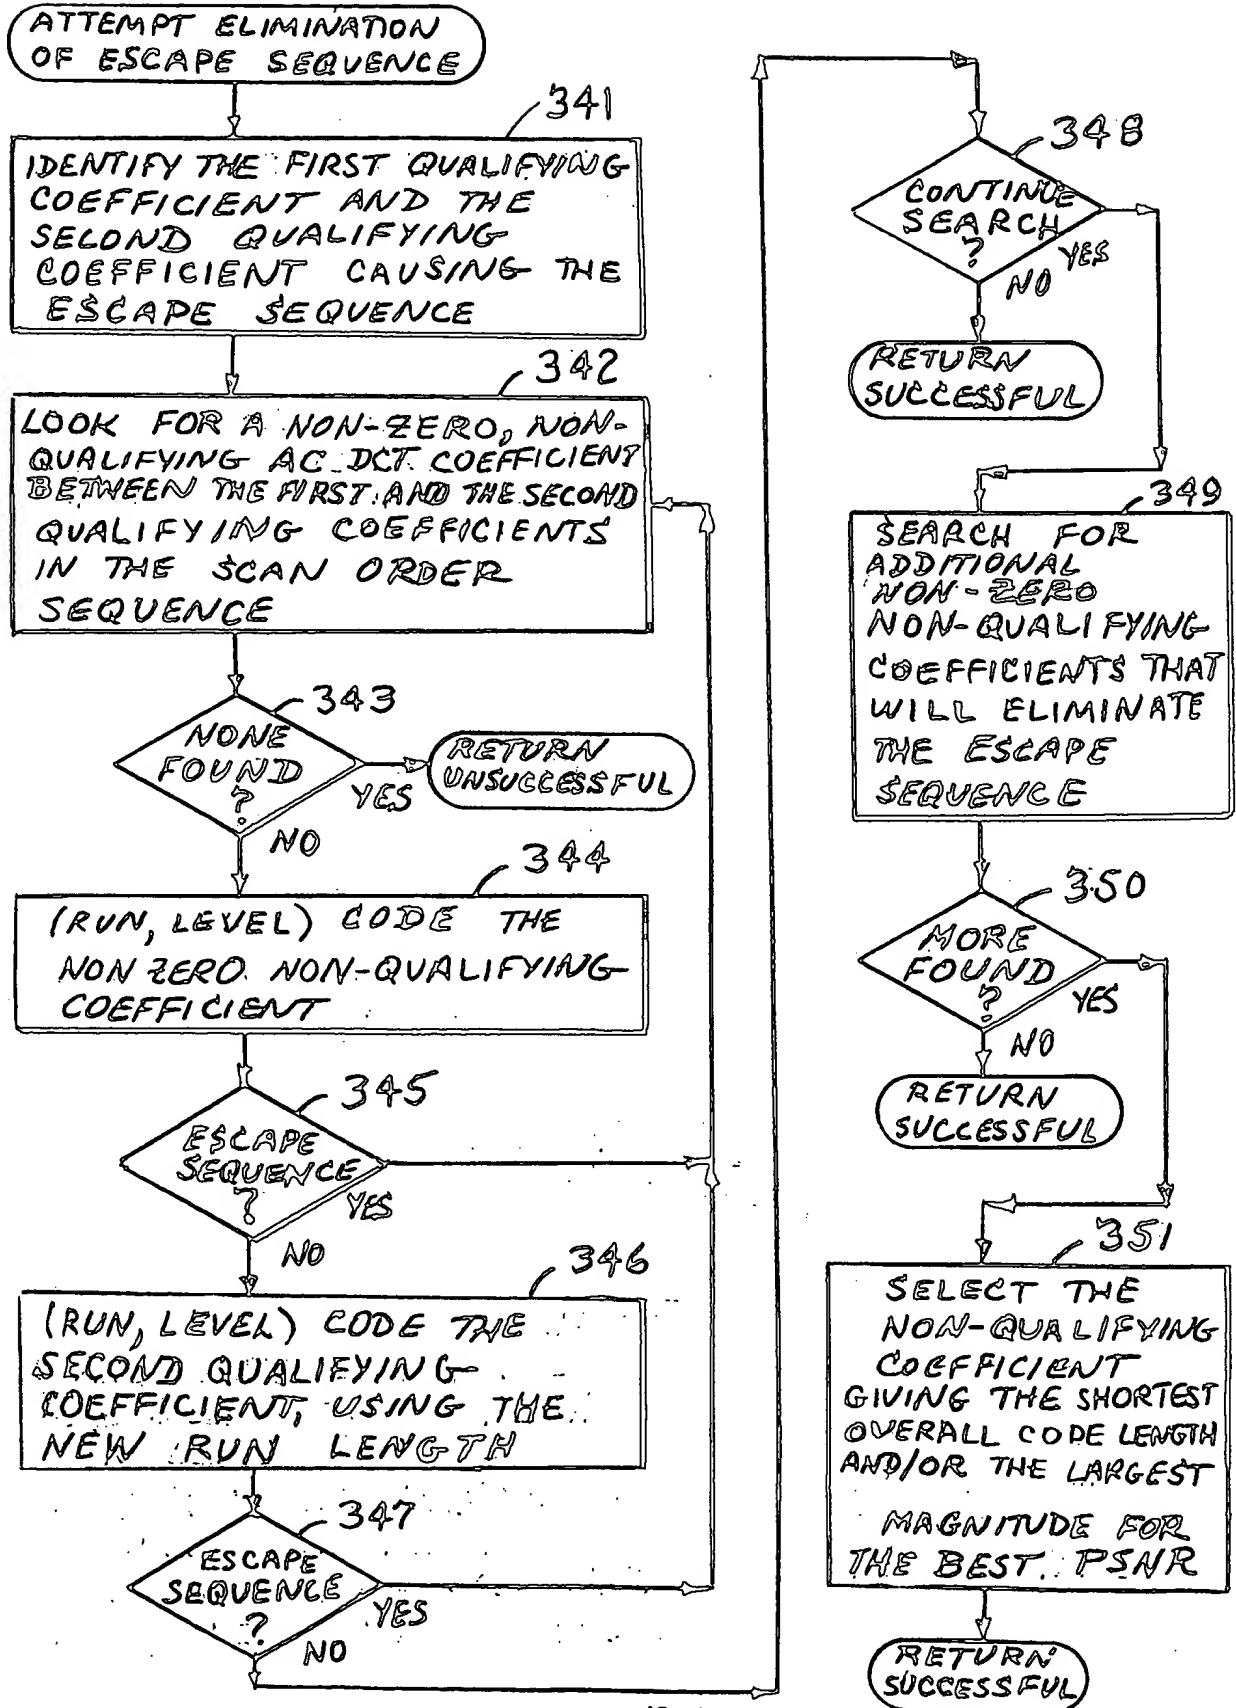 ATTEMPT ELIMINATION
OF ESCAPE SEQUENCE
341
IDENTIFY THE FIRST QUALIFYING
COEFFICIENT AND THE
SECOND QUALIFYING
COEFFICIENT CAUSING THE
ESCAPE SEQUENCE
342
LOOK FOR A NON-ZERO, NON-
QUALIFYING AC DCT COEFFICIENT
BETWEEN THE FIRST AND THE SECOND
QUALIFYING COEFFICIENTS
IN THE SCAN ORDER
SEQUENCE
343
NONE
FOUND
?
YES
NO
RETURN
UNSUCCESSFUL
344
(RUN, LEVEL) CODE THE
NON ZERO NON-QUALIFYING
COEFFICIENT
345
ESCAPE
SEQUENCE
?
YES
NO
346
(RUN, LEVEL) CODE THE
SECOND QUALIFYING
COEFFICIENT, USING THE
NEW RUN LENGTH
347
ESCAPE
SEQUENCE
?
YES
NO
348
CONTINUE
SEARCH
?
YES
NO
RETURN
SUCCESSFUL
349
SEARCH FOR
ADDITIONAL
NON-ZERO
NON-QUALIFYING
COEFFICIENTS THAT
WILL ELIMINATE
THE ESCAPE
SEQUENCE
350
MORE
FOUND
?
YES
NO
RETURN
SUCCESSFUL
351
SELECT THE
NON-QUALIFYING
COEFFICIENT
GIVING THE SHORTEST
OVERALL CODE LENGTH
AND/OR THE LARGEST
MAGNITUDE FOR
THE BEST PSNR
RETURN
SUCCESSFUL